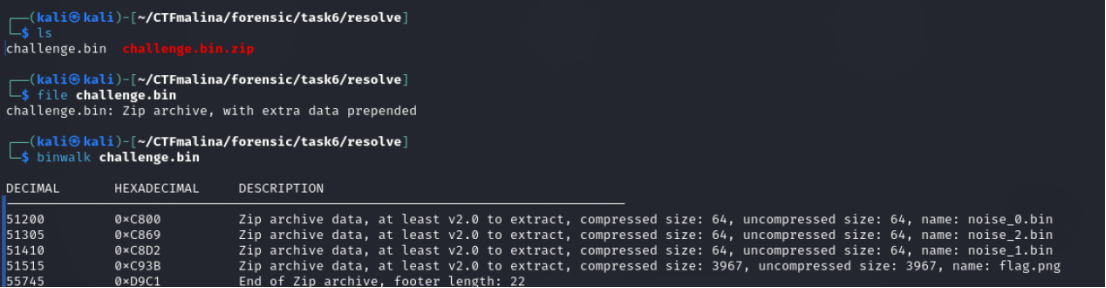 ┌──(kali㉿kali)-[~/CTFmalina/forensic/task6/resolve]
└─$ ls
challenge.bin  challenge.bin.zip
┌──(kali㉿kali)-[~/CTFmalina/forensic/task6/resolve]
└─$ file challenge.bin
challenge.bin: Zip archive, with extra data prepended
┌──(kali㉿kali)-[~/CTFmalina/forensic/task6/resolve]
└─$ binwalk challenge.bin
DECIMAL       HEXADECIMAL     DESCRIPTION
51200         0×C800          Zip archive data, at least v2.0 to extract, compressed size: 64, uncompressed size: 64, name: noise_0.bin
51305         0×C869          Zip archive data, at least v2.0 to extract, compressed size: 64, uncompressed size: 64, name: noise_2.bin
51410         0×C8D2          Zip archive data, at least v2.0 to extract, compressed size: 64, uncompressed size: 64, name: noise_1.bin
51515         0×C93B          Zip archive data, at least v2.0 to extract, compressed size: 3967, uncompressed size: 3967, name: flag.png
55745         0×D9C1          End of Zip archive, footer length: 22